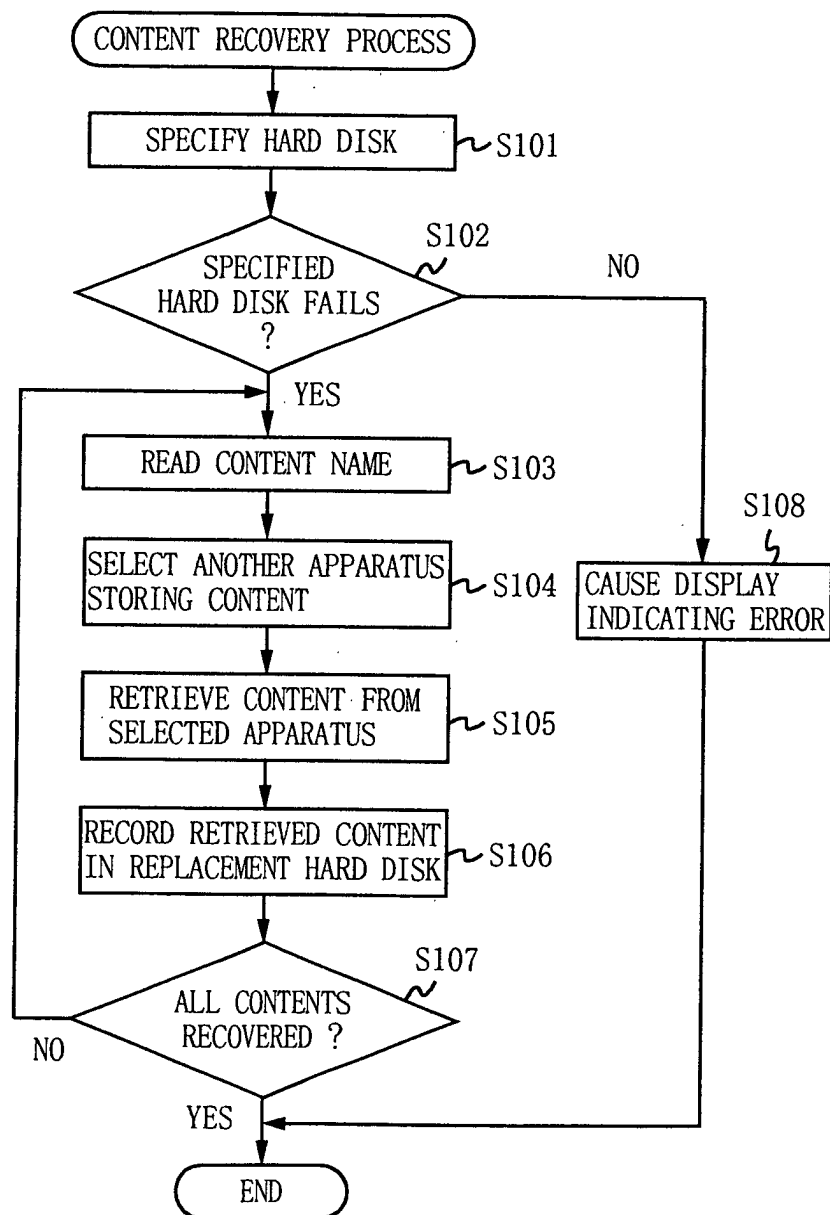 CONTENT RECOVERY PROCESS
SPECIFY HARD DISK
S101
S102
SPECIFIED
HARD DISK FAILS
?
NO
YES
READ CONTENT NAME
S103
SELECT ANOTHER APPARATUS
STORING CONTENT
S104
S108
CAUSE DISPLAY
INDICATING ERROR
RETRIEVE CONTENT FROM
SELECTED APPARATUS
S105
RECORD RETRIEVED CONTENT
IN REPLACEMENT HARD DISK
S106
S107
ALL CONTENTS
RECOVERED ?
NO
YES
END